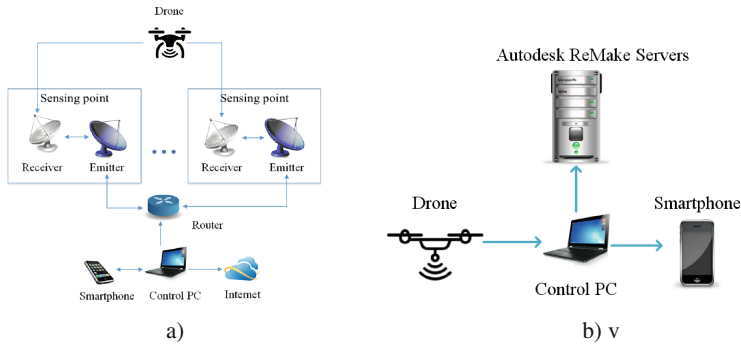 Drone
Sensing point
Sensing point
Receiver
Emitter
Receiver
Emitter
Router
Smartphone
Control PC
Internet
a)
Autodesk ReMake Servers
Drone
Smartphone
Control PC
b) v